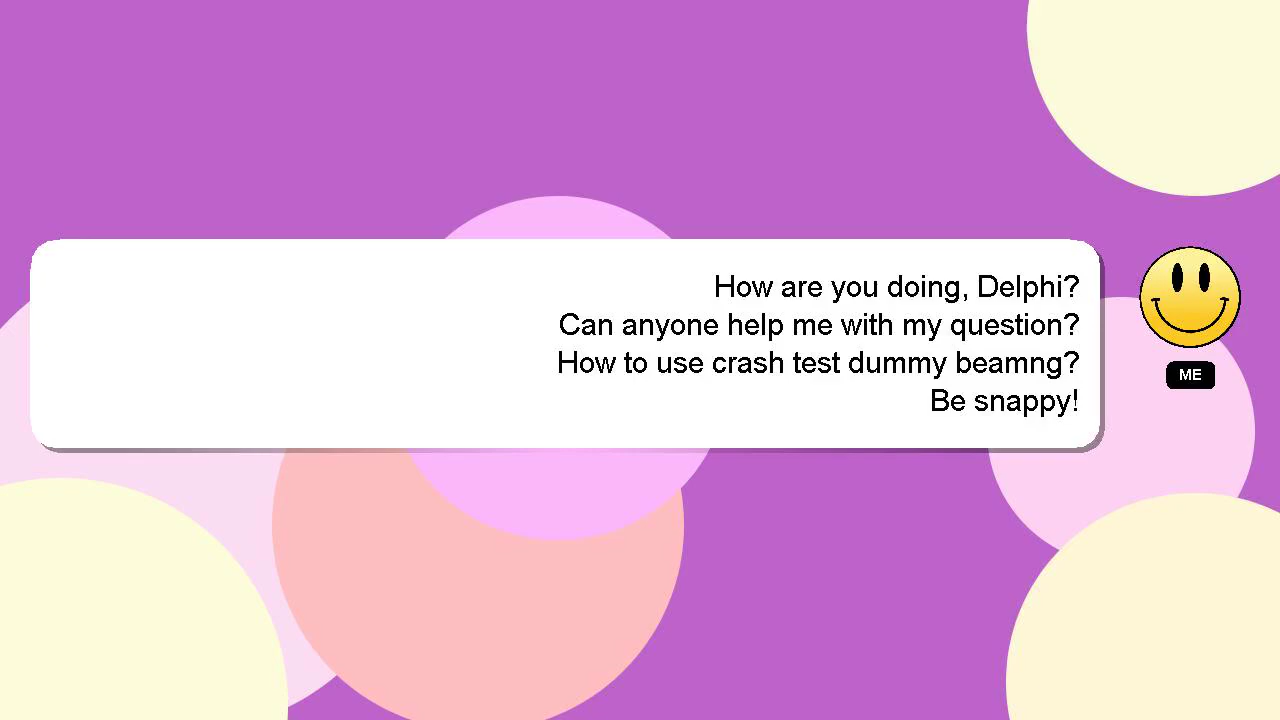 How are you doing, Delphi?
Can anyone help me with my question?
How to use crash test dummy beamng?
Be snappy!
ME